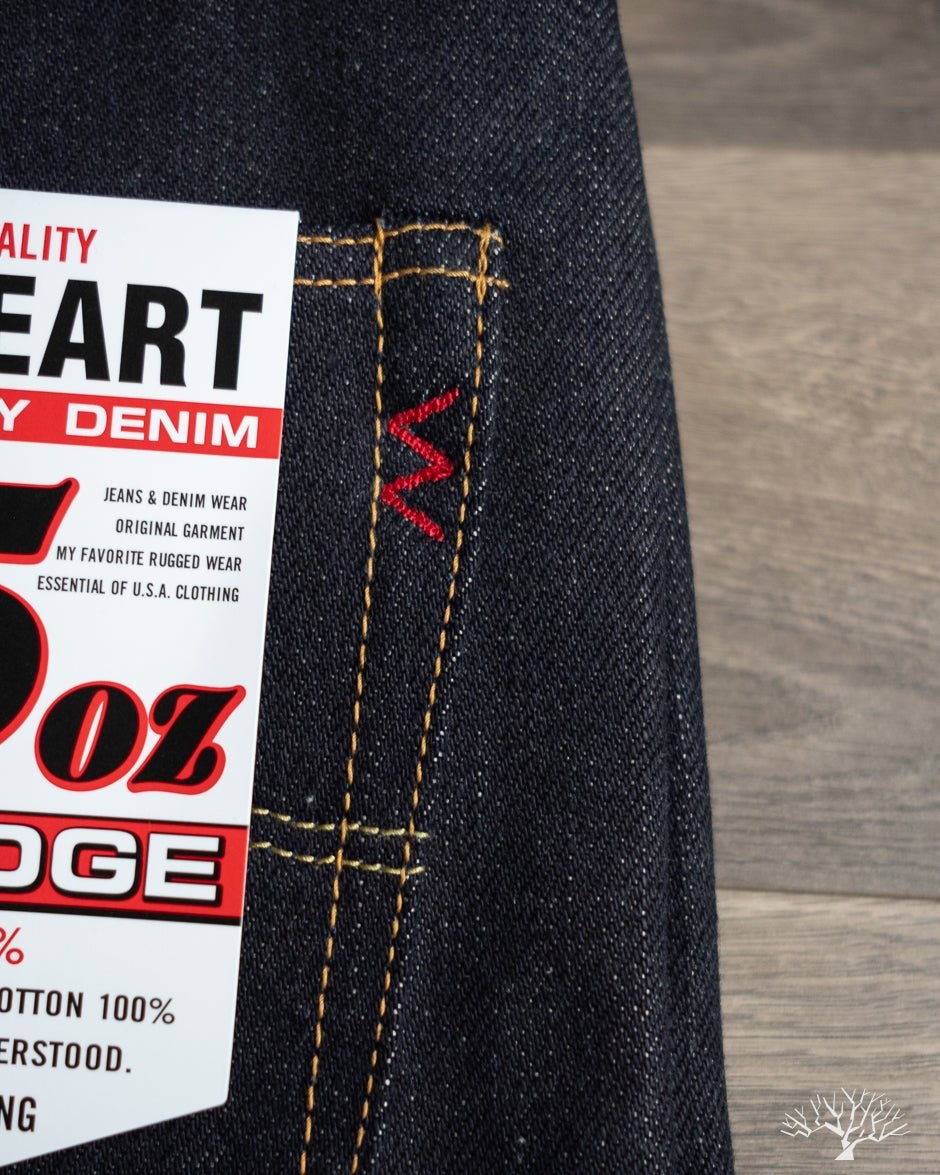 ALITY
EART
Y DENIM
JEANS & DENIM WEAR
ORIGINAL GARMENT
MY FAVORITE RUGGED WEAR
ESSENTIAL OF U.S.A. CLOTHING
5oz
DGE
%
OTTON 100%
ERSTOOD.
NG
W